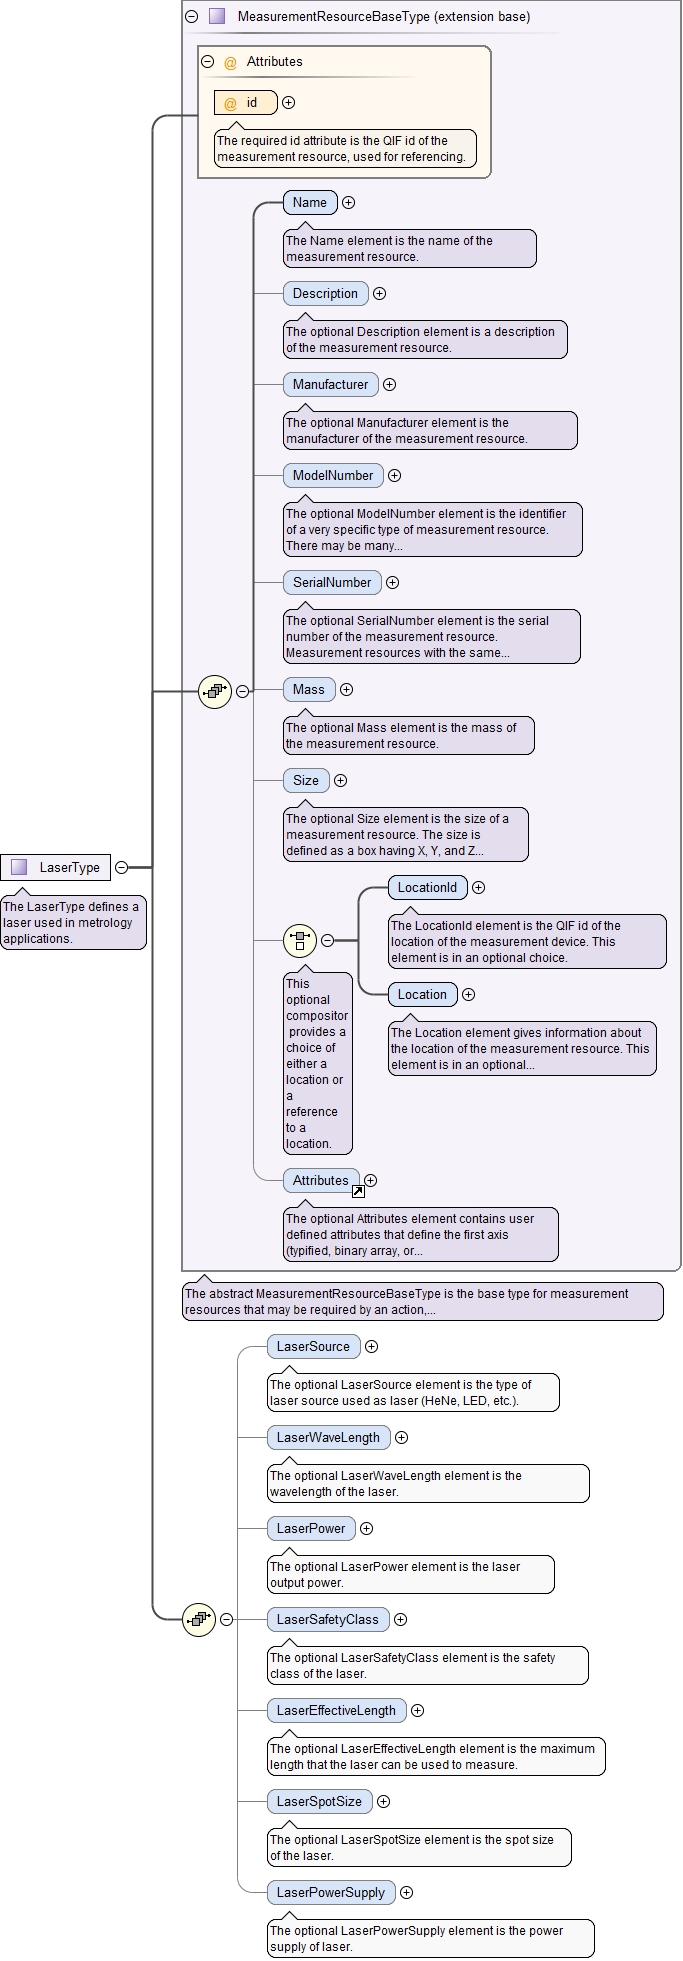 MeasurementResourceBaseType (extension base)
@ Attributes
@ id
The required id attribute is the QIF id of the
measurement resource, used for referencing.
Name
The Name element is the name of the
measurement resource.
Description
The optional Description element is a description
of the measurement resource.
Manufacturer
The optional Manufacturer element is the
manufacturer of the measurement resource.
ModelNumber
The optional ModelNumber element is the identifier
of a very specific type of measurement resource.
There may be many...
SerialNumber
The optional SerialNumber element is the serial
number of the measurement resource.
Measurement resources with the same...
Mass
The optional Mass element is the mass of
the measurement resource.
Size
The optional Size element is the size of a
measurement resource. The size is
defined as a box having X, Y, and Z...
LaserType
The LaserType defines a
laser used in metrology
applications.
LocationId
The LocationId element is the QIF id of the
location of the measurement device. This
element is in an optional choice.
This
optional
compositor
provides a
choice of
either a
location or
a
reference
to a
location.
Location
The Location element gives information about
the location of the measurement resource. This
element is in an optional...
Attributes
The optional Attributes element contains user
defined attributes that define the first axis
(typified, binary array, or...
The abstract MeasurementResourceBaseType is the base type for measurement
resources that may be required by an action,...
LaserSource
The optional LaserSource element is the type of
laser source used as laser (HeNe, LED, etc.).
LaserWaveLength
The optional LaserWaveLength element is the
wavelength of the laser.
LaserPower
The optional LaserPower element is the laser
output power.
LaserSafetyClass
The optional LaserSafetyClass element is the safety
class of the laser.
LaserEffectiveLength
The optional LaserEffectiveLength element is the maximum
length that the laser can be used to measure.
LaserSpotSize
The optional LaserSpotSize element is the spot size
of the laser.
LaserPowerSupply
The optional LaserPowerSupply element is the power
supply of laser.